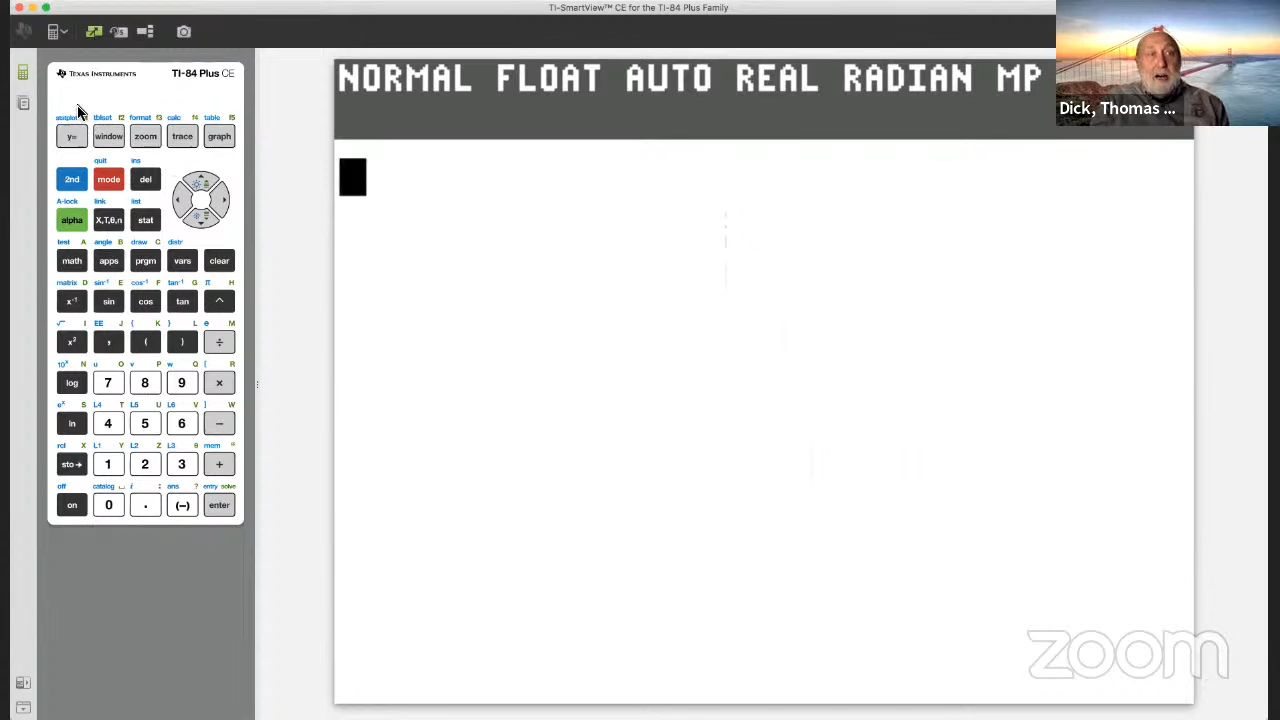 TI-SmartView™ CE for the TI-84 Plus Family
TEXAS INSTRUMENTS TI-84 Plus CE
tblset f2 format f3 calc f4 table f5
y= window zoom trace graph
quit ins
2nd mode del
A-lock link list
alpha X,T,θ,n stat
test A angle B draw C distr
math apps prgm vars clear
matrix D sin⁻¹ E cos⁻¹ F tan⁻¹ G π H
x⁻¹ sin cos tan ^
√ I EE J { K } L e M
x² , ( ) ÷
10ˣ N u O v P w Q [ R
log 7 8 9 ×
eˣ S L4 T L5 U L6 V ] W
ln 4 5 6 −
rcl X L1 Y L2 Z L3 θ mem "
sto→ 1 2 3 +
off catalog ␣ i : ans ? entry solve
on 0 . (−) enter
NORMAL FLOAT AUTO REAL RADIAN MP
Dick, Thomas ...
zoom